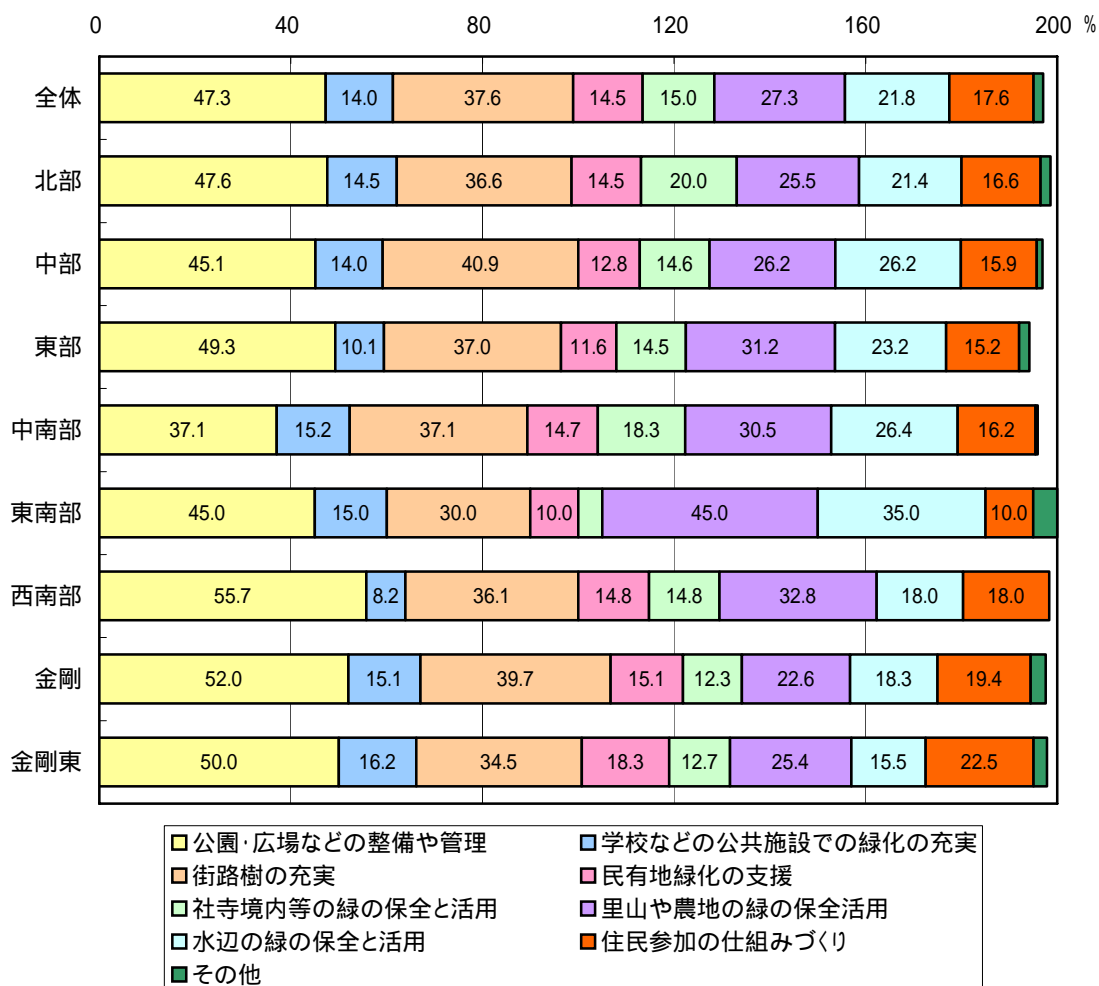 0 40 80 120 160 200 %
全体 47.3 14.0 37.6 14.5 15.0 27.3 21.8 17.6
北部 47.6 14.5 36.6 14.5 20.0 25.5 21.4 16.6
中部 45.1 14.0 40.9 12.8 14.6 26.2 26.2 15.9
東部 49.3 10.1 37.0 11.6 14.5 31.2 23.2 15.2
中南部 37.1 15.2 37.1 14.7 18.3 30.5 26.4 16.2
東南部 45.0 15.0 30.0 10.0 45.0 35.0 10.0
西南部 55.7 8.2 36.1 14.8 14.8 32.8 18.0 18.0
金剛 52.0 15.1 39.7 15.1 12.3 22.6 18.3 19.4
金剛東 50.0 16.2 34.5 18.3 12.7 25.4 15.5 22.5
公園・広場などの整備や管理 学校などの公共施設での緑化の充実
街路樹の充実 民有地緑化の支援
社寺境内等の緑の保全と活用 里山や農地の緑の保全活用
水辺の緑の保全と活用 住民参加の仕組みづくり
その他